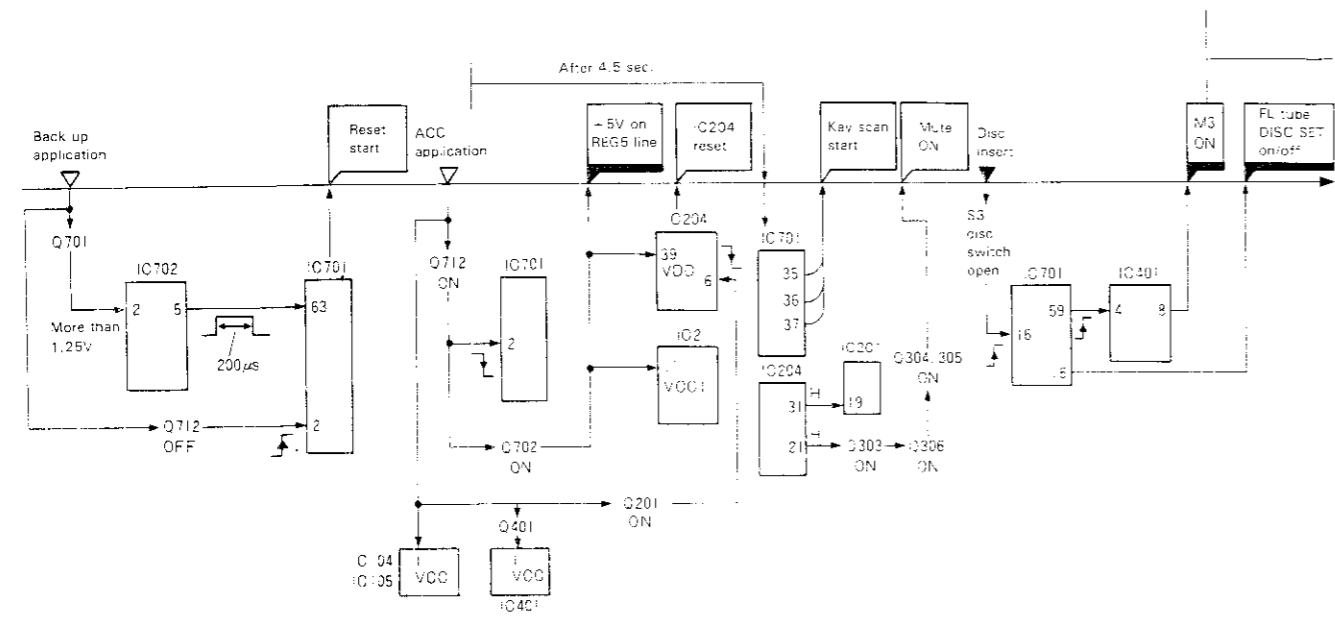 After 4.5 sec.
Back up
application
Reset
start
ACC
application
5V on
REG5 line
C204
reset
Key scan
start
Mute
ON
Disc
insert
M3
ON
FL tube
DISC SET
on/off
Q701
IC702
2
5
More than
1.25V
200μs
IC701
63
2
Q712
OFF
Q712
ON
IC701
2
Q702
ON
39
VDD
6
IC2
VCC1
IC701
35
36
37
IC204
31
21
19
Q303
ON
Q306
ON
Q304, 305
ON
S3
disc
switch
open
IC701
59
IC401
4
8
Q201
ON
Q401
VCC
VCC
IC401